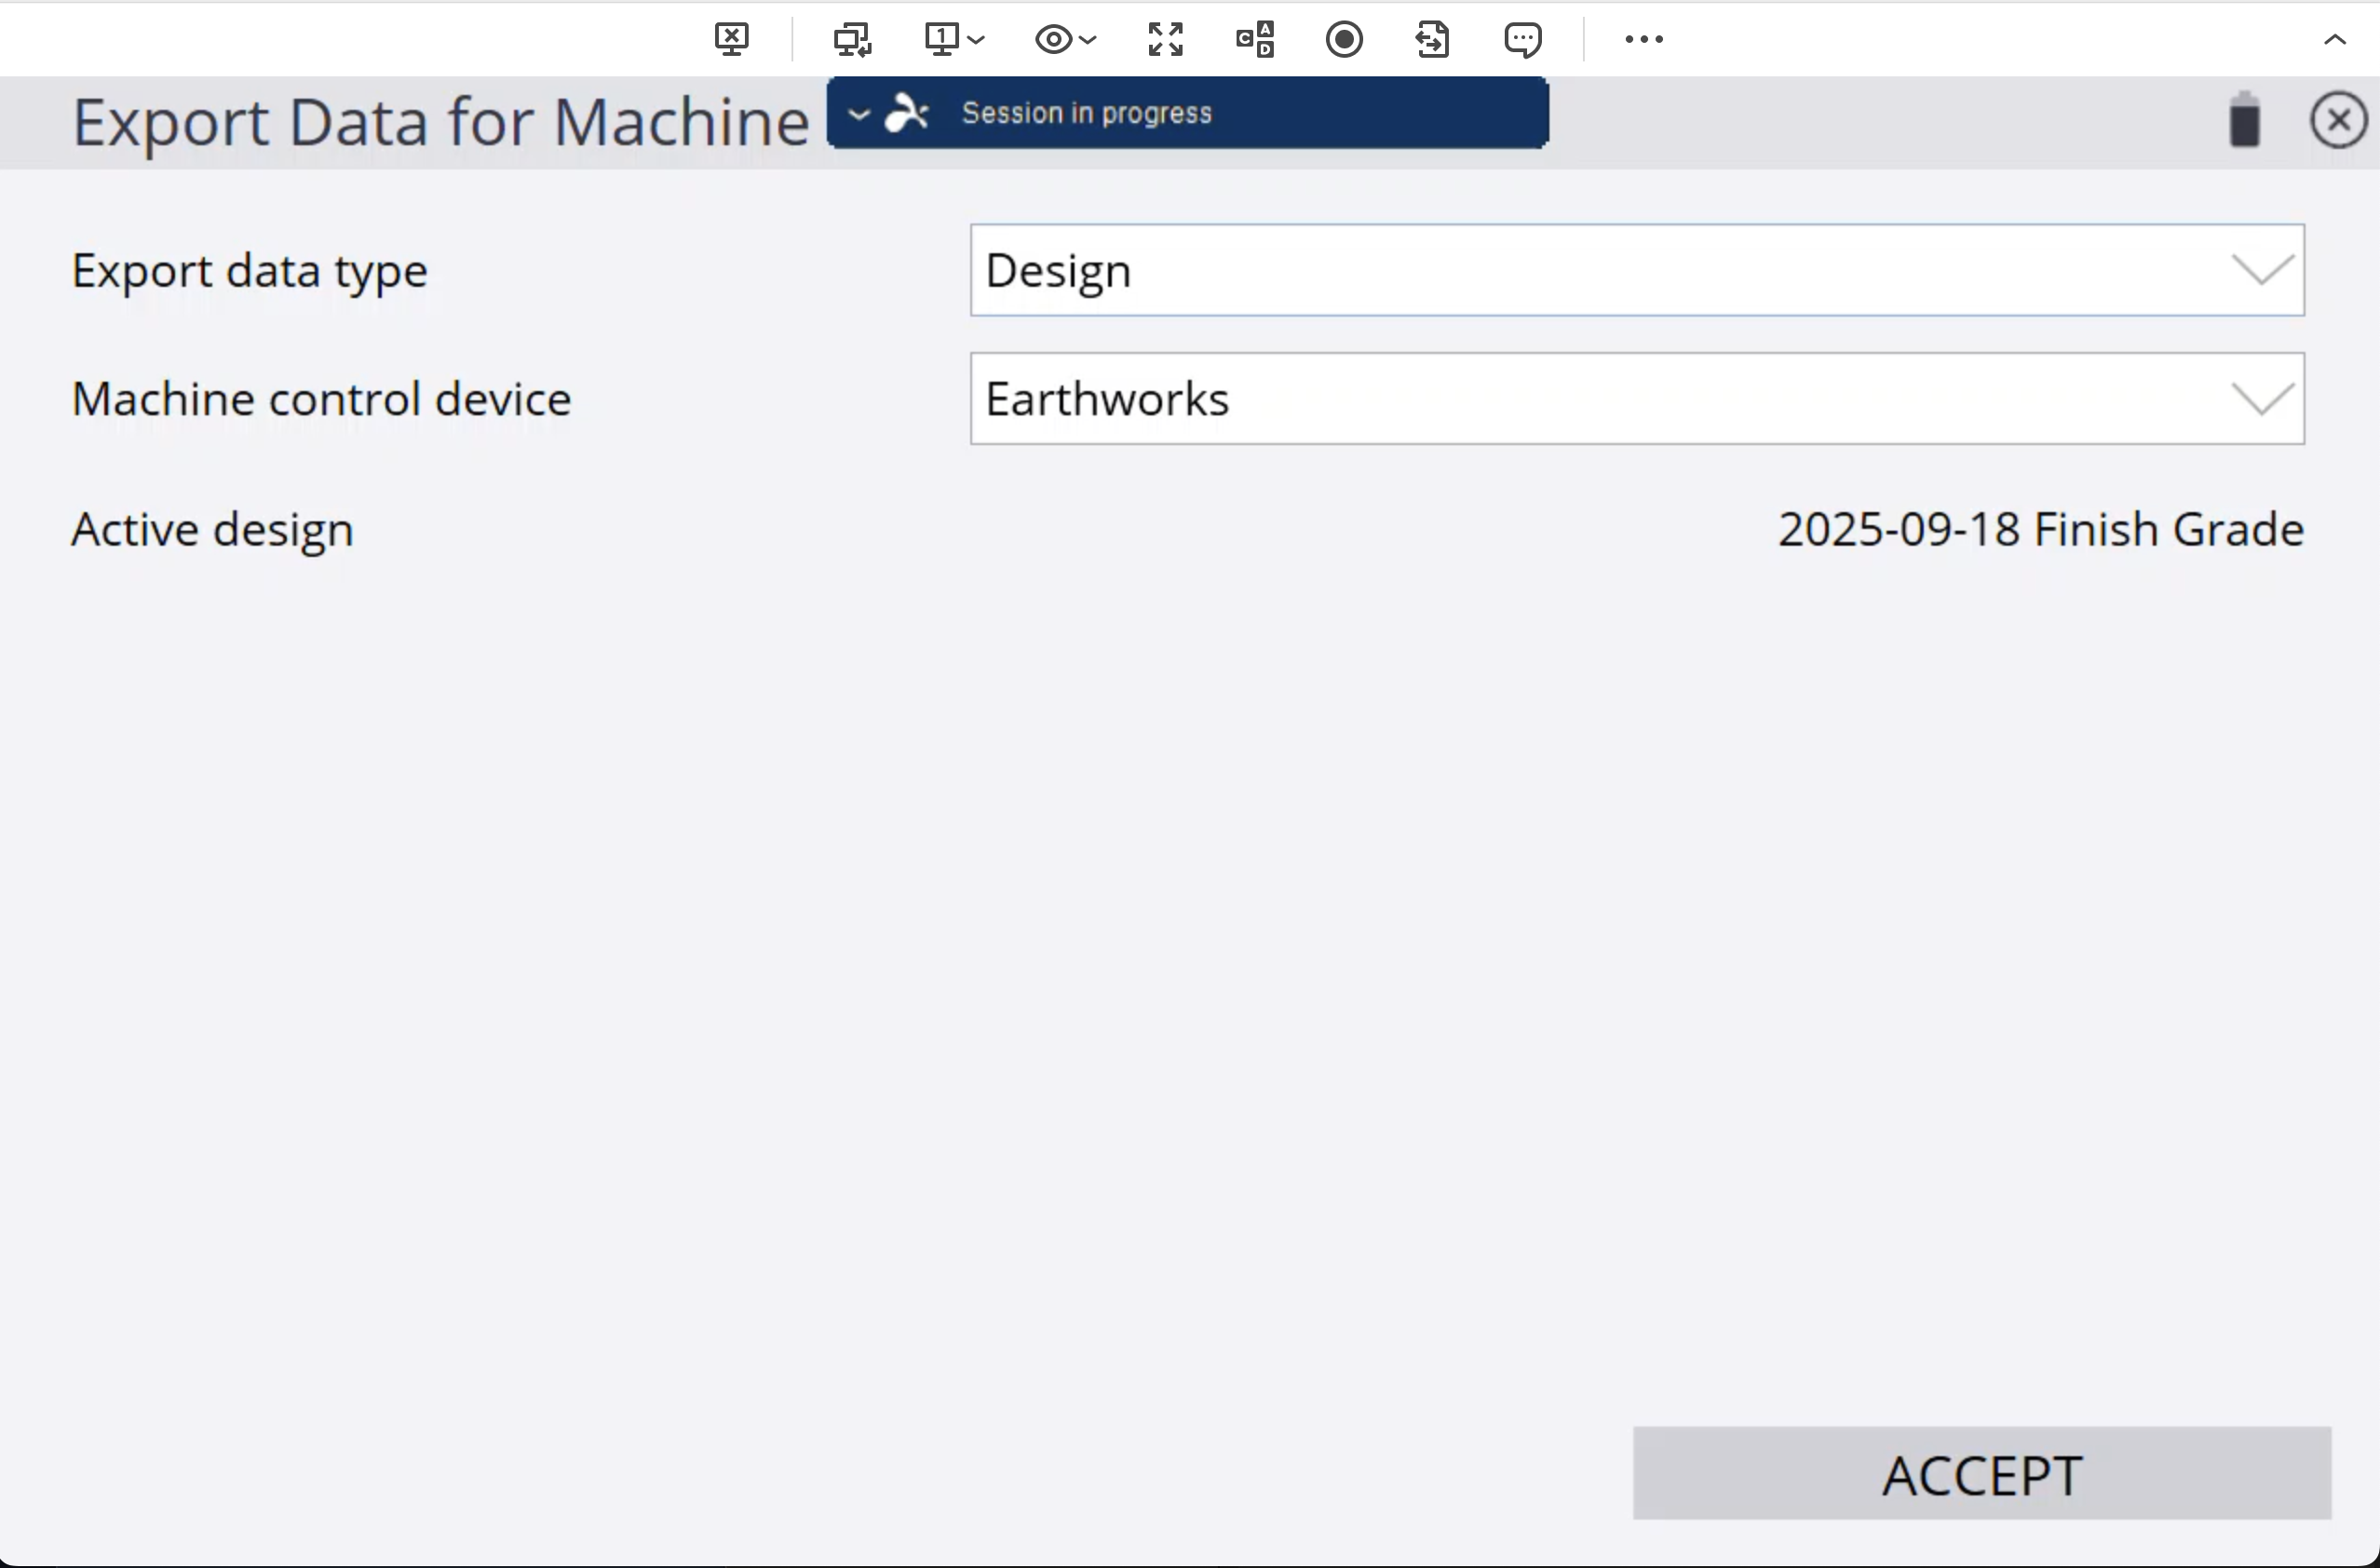 1
C A D
Export Data for Machine
Session in progress
Export data type
Design
Machine control device
Earthworks
Active design
2025-09-18 Finish Grade
ACCEPT